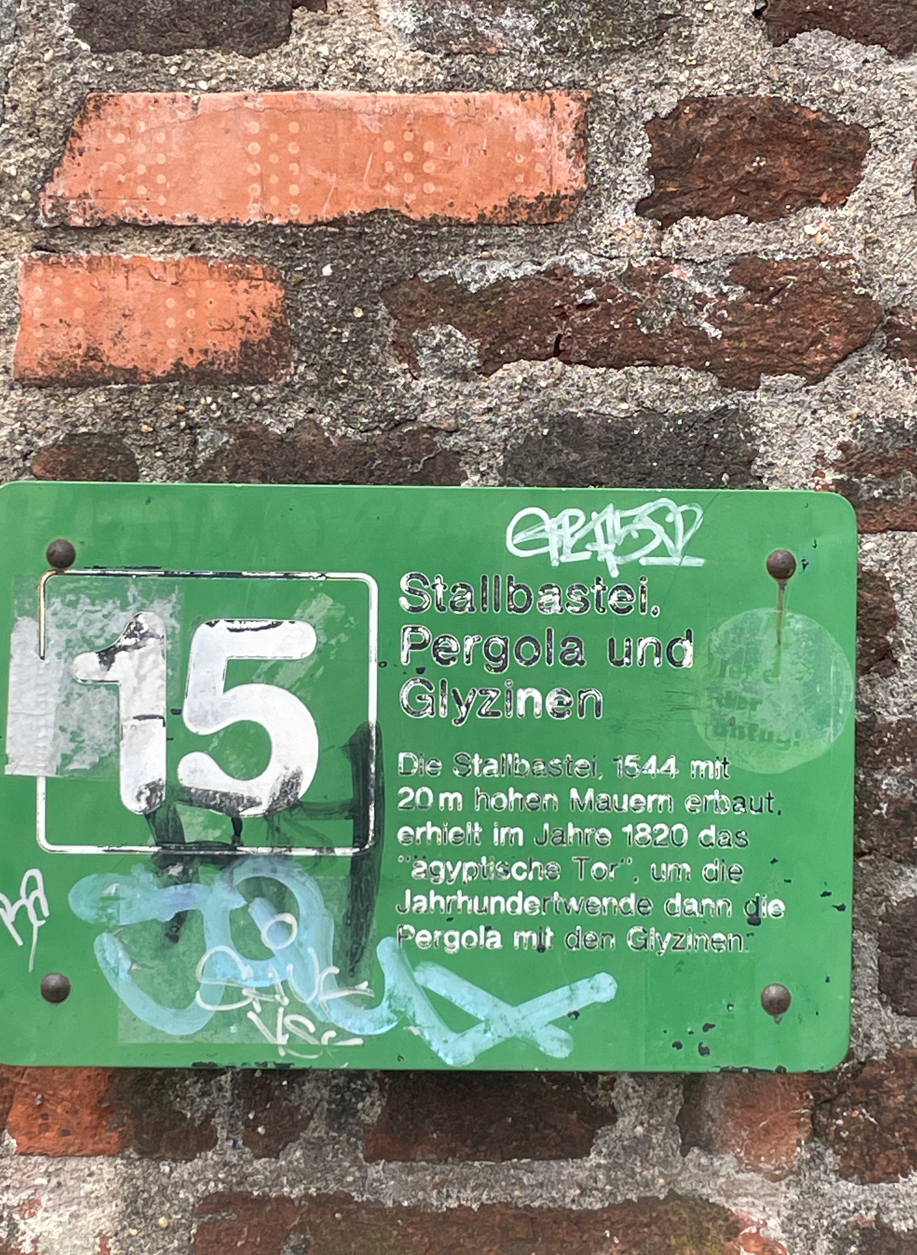 15
Stallbastei,
Pergola und
Glyzinen
Die Stallbastei, 1544 mit
20 m hohen Mauern erbaut,
erhielt im Jahre 1820 das
"ägyptische Tor", um die
Jahrhundertwende dann die
Pergola mit den Glyzinen.